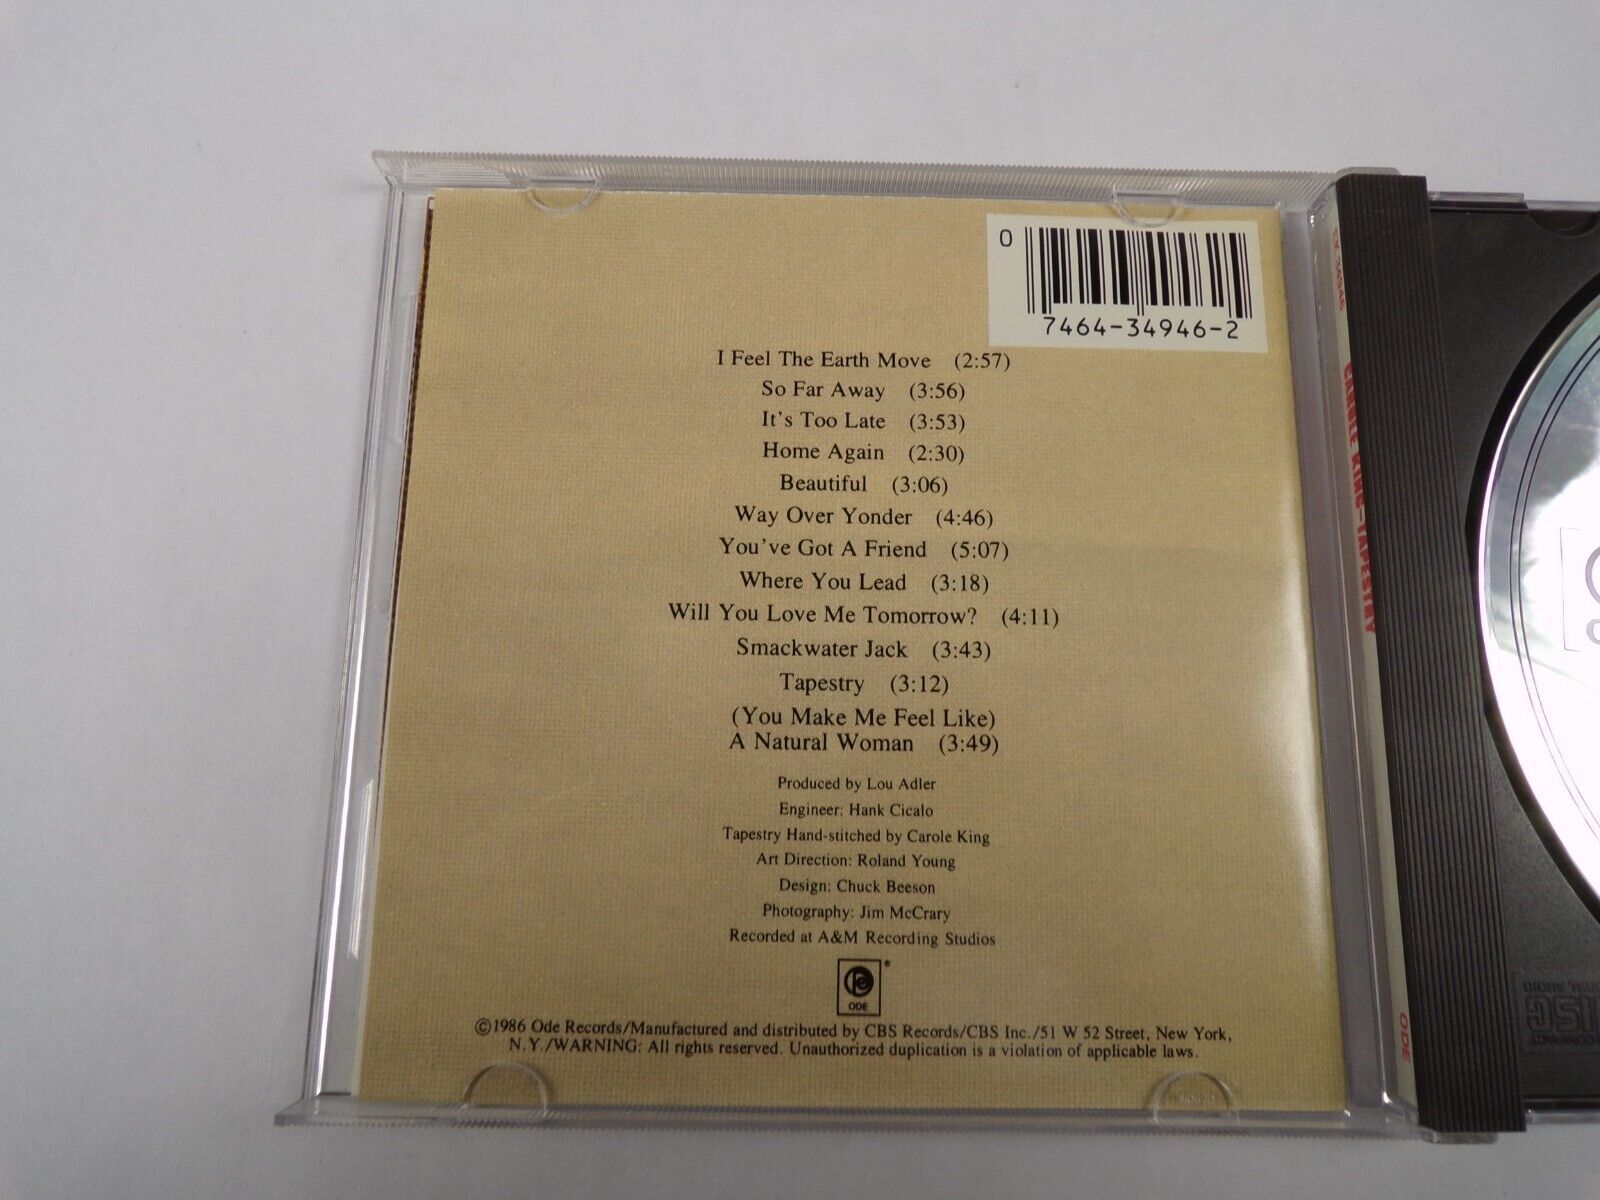 0
7464-34946-2
I Feel The Earth Move (2:57)
So Far Away (3:56)
It's Too Late (3:53)
Home Again (2:30)
Beautiful (3:06)
Way Over Yonder (4:46)
You've Got A Friend (5:07)
Where You Lead (3:18)
Will You Love Me Tomorrow? (4:11)
Smackwater Jack (3:43)
Tapestry (3:12)
(You Make Me Feel Like)
A Natural Woman (3:49)
Produced by Lou Adler
Engineer: Hank Cicalo
Tapestry Hand-stitched by Carole King
Art Direction: Roland Young
Design: Chuck Beeson
Photography: Jim McCrary
Recorded at A&M Recording Studios
®
ODE
©1986 Ode Records/Manufactured and distributed by CBS Records/CBS Inc./51 W 52 Street, New York,
N.Y./WARNING: All rights reserved. Unauthorized duplication is a violation of applicable laws.
CAROLE KING-TAPESTRY
ODE